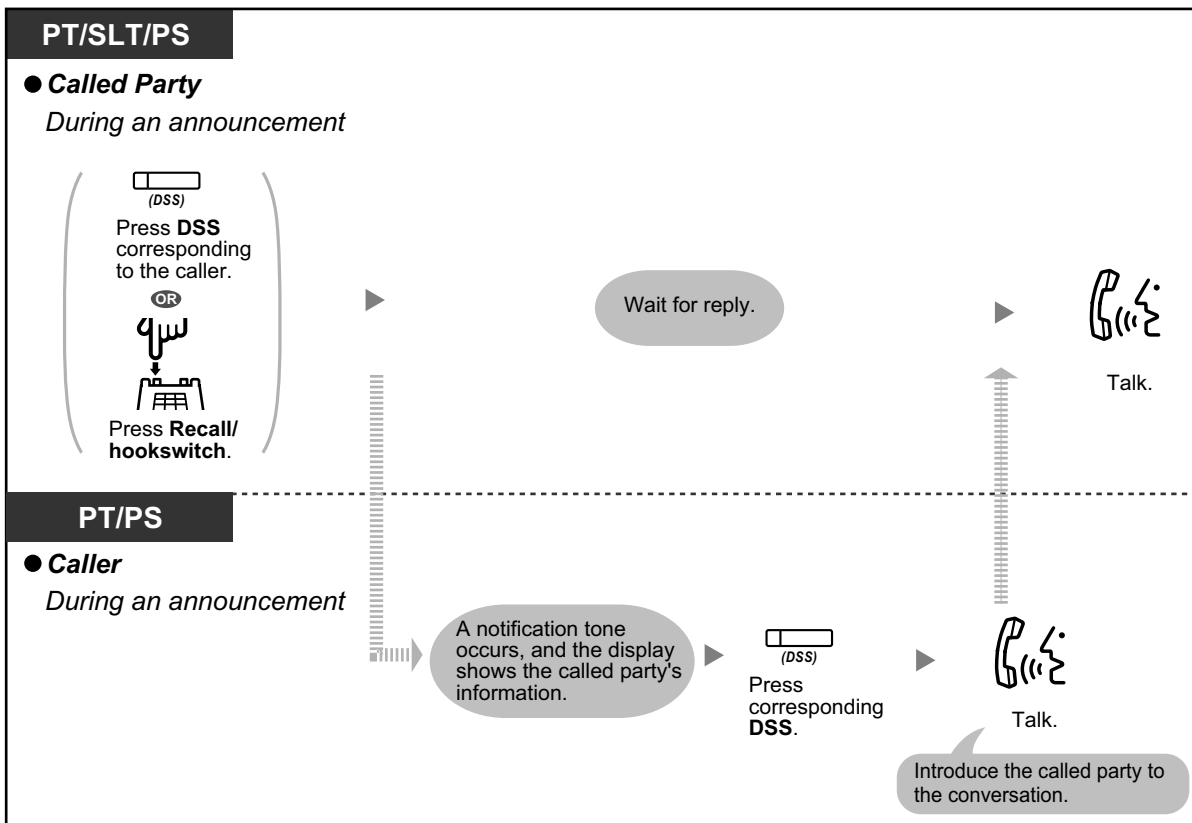 PT/SLT/PS
Called Party
During an announcement
(DSS)
Press DSS
corresponding
to the caller.
OR
Press Recall/
hookswitch.
Wait for reply.
Talk.
PT/PS
Caller
During an announcement
A notification tone
occurs, and the display
shows the called party's
information.
(DSS)
Press
corresponding
DSS.
Talk.
Introduce the called party to
the conversation.